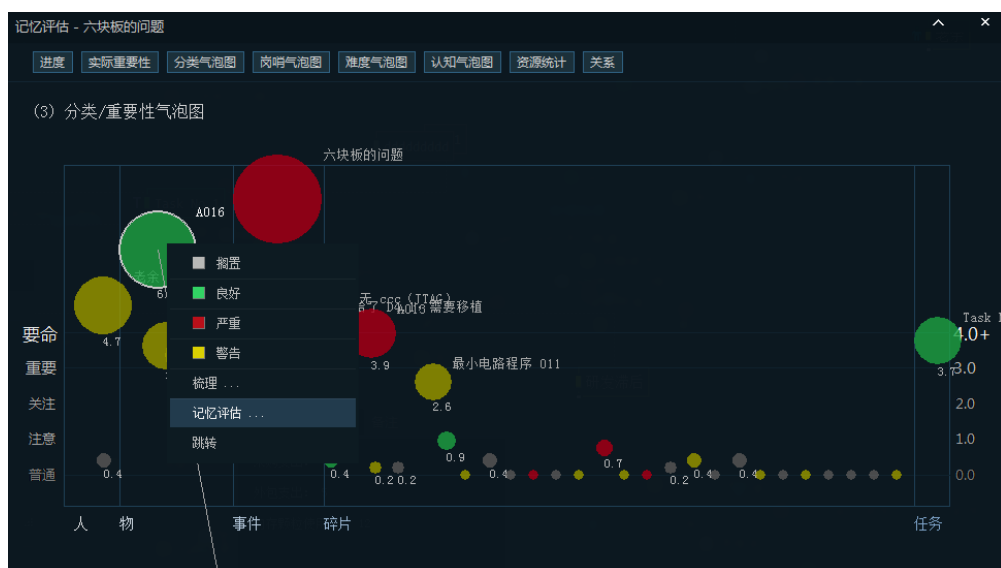 记忆评估 - 六块板的问题
进度 实际重要性 分类气泡图 岗哨气泡图 难度气泡图 认知气泡图 资源统计 关系
(3) 分类/重要性气泡图
六块板的问题
A016
搁置
良好
严重
警告
梳理 ...
记忆评估 ...
跳转
4.7
无 ccc (JTAG)
需要移植
3.9
最小电路程序 011
2.6
Task
3.7
要命
重要
关注
注意
普通
4.0+
3.0
2.0
1.0
0.0
0.4
0.4
0.2
0.2
0.9
0.4
0.7
0.2
0.4
0.4
人 物 事件 碎片 任务